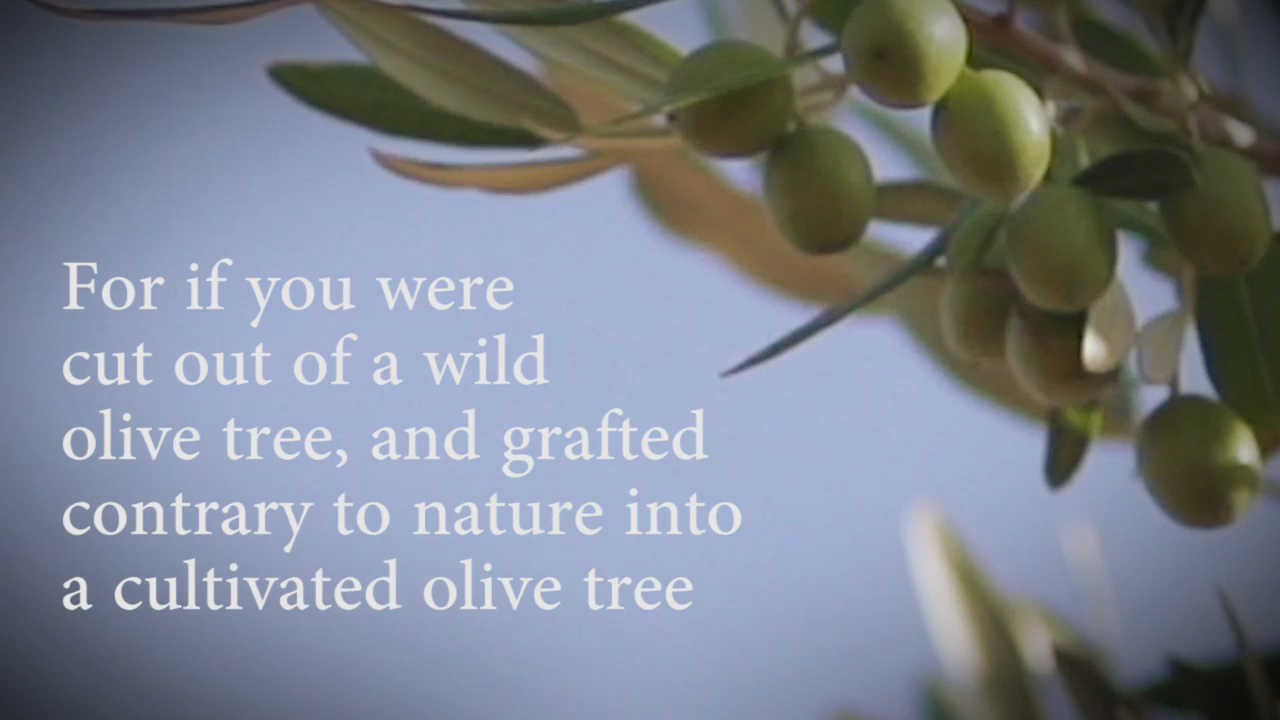 For if you were
cut out of a wild
olive tree, and grafted
contrary to nature into
a cultivated olive tree